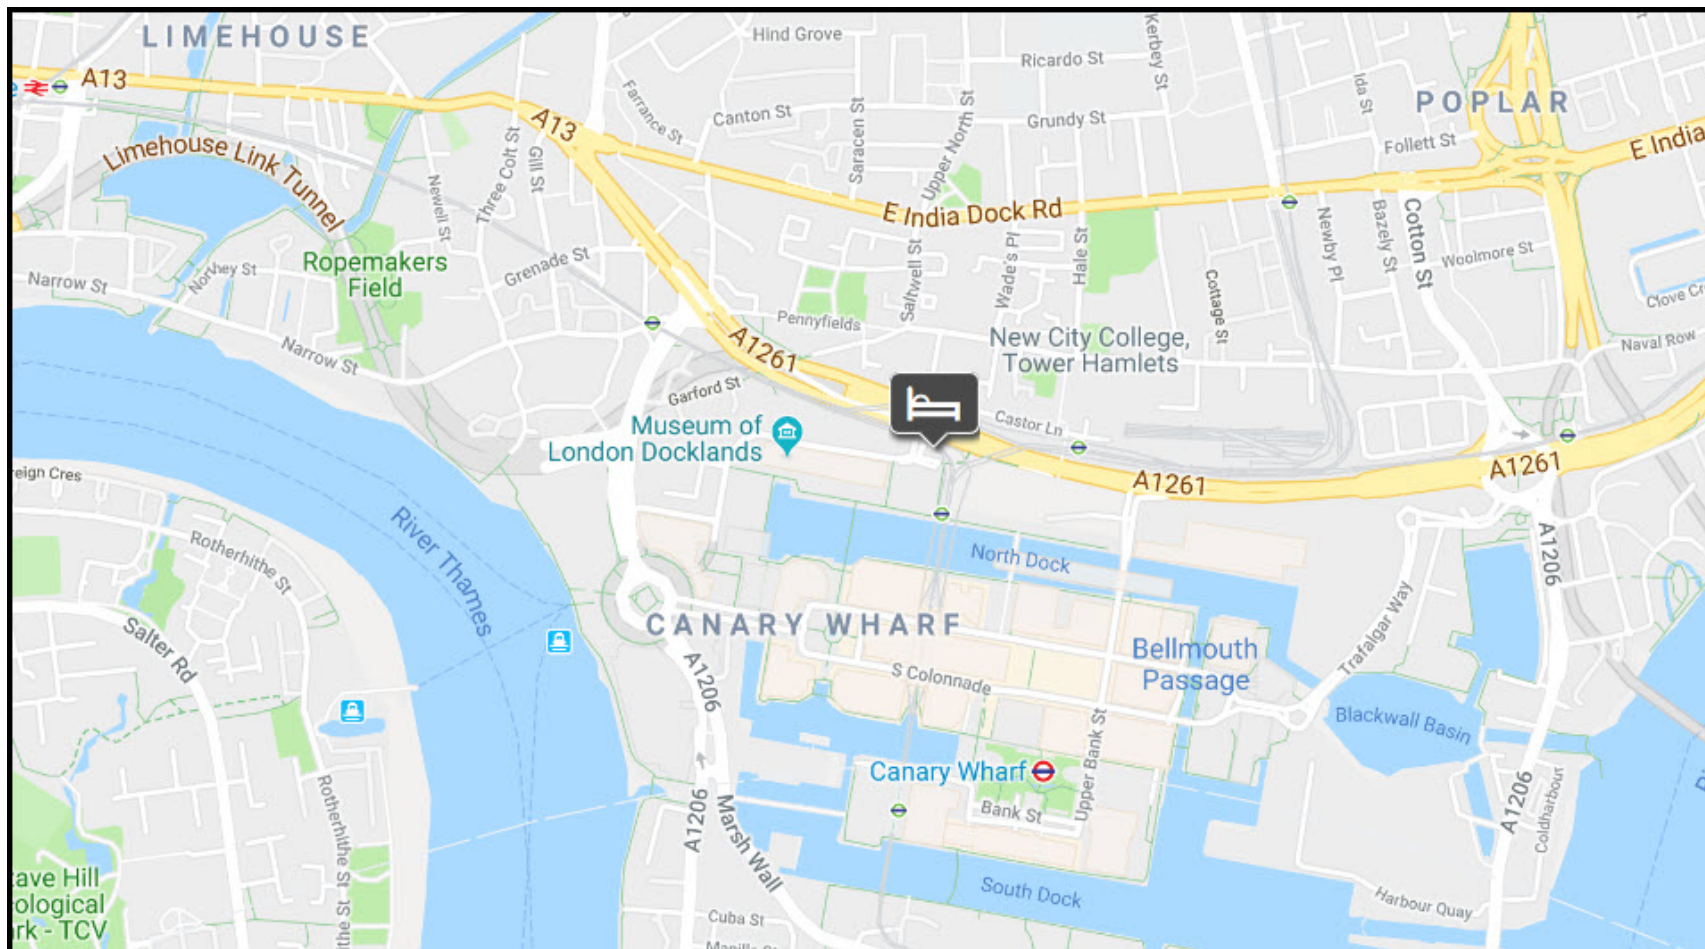 LIMEHOUSE
Hind Grove
Kerbey St
Ricardo St
A13
Farrance St
Canton St
Saracen St
Upper North St
Grundy St
Ida St
POPLAR
A13
Follett St
E India
Limehouse Link Tunnel
Newell St
Three Colt St
Gill St
E India Dock Rd
Newby Pl
Bazely St
Cotton St
Woolmore St
Ropemakers
Field
Northey St
Grenade St
Saltwell St
Wade's Pl
Hale St
Cottage St
Clove
Narrow St
Pennyfields
New City College,
Tower Hamlets
Naval Row
Narrow St
A1261
Garford St
Castor Ln
Museum of
London Docklands
A1261
A1261
eign Cres
River Thames
Rotherhithe St
North Dock
A1206
Salter Rd
CANARY WHARF
Bellmouth
Passage
Trafalgar Way
A1206
S Colonnade
Blackwall Basin
Upper Bank St
Canary Wharf
Bank St
Rotherhithe St
A1206
Marsh Wall
A1206
Coldharbour
ave Hill
ological
rk - TCV
South Dock
Harbour Quay
Cuba St